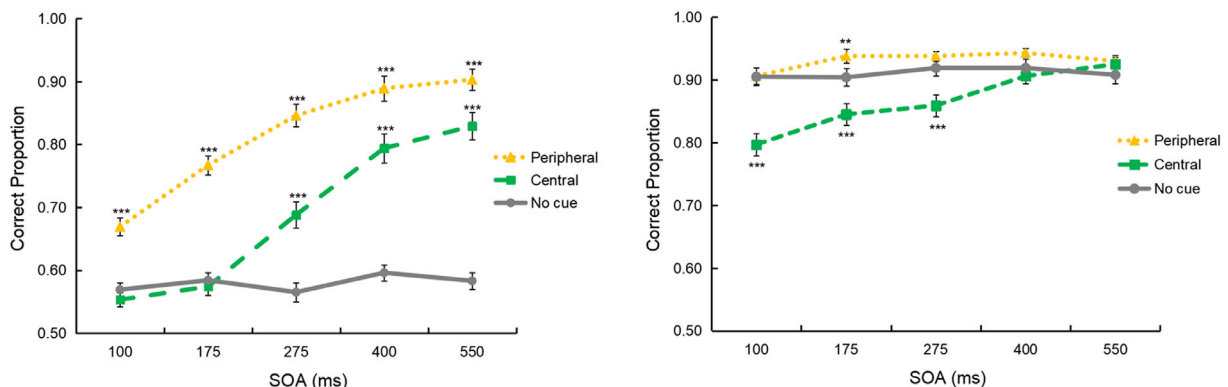 1.00
0.90
0.80
0.70
0.60
0.50
Correct Proportion
***
***
***
***
***
***
***
***
Peripheral
Central
No cue
100 175 275 400 550
SOA (ms)
1.00
0.90
0.80
0.70
0.60
0.50
Correct Proportion
**
***
***
***
Peripheral
Central
No cue
100 175 275 400 550
SOA (ms)